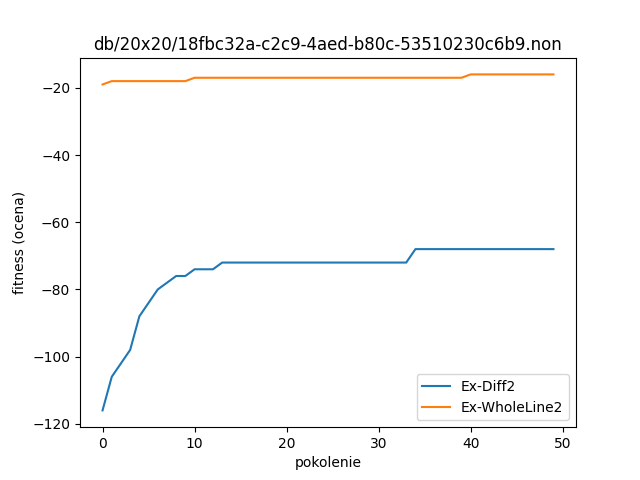 db/20x20/18fbc32a-c2c9-4aed-b80c-53510230c6b9.non
−20
−40
−60
−80
−100
−120
fitness (ocena)
0 10 20 30 40 50
pokolenie
Ex-Diff2
Ex-WholeLine2